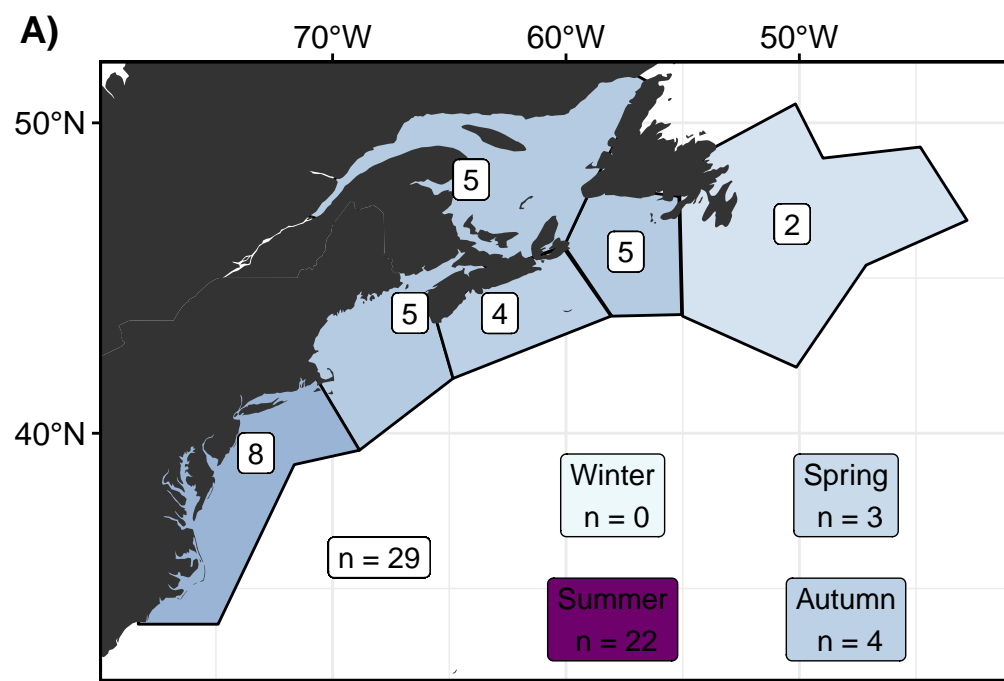 A)
70°W 60°W 50°W
50°N
40°N
5
2
5
5
4
8
n = 29
Winter
n = 0
Spring
n = 3
Summer
n = 22
Autumn
n = 4